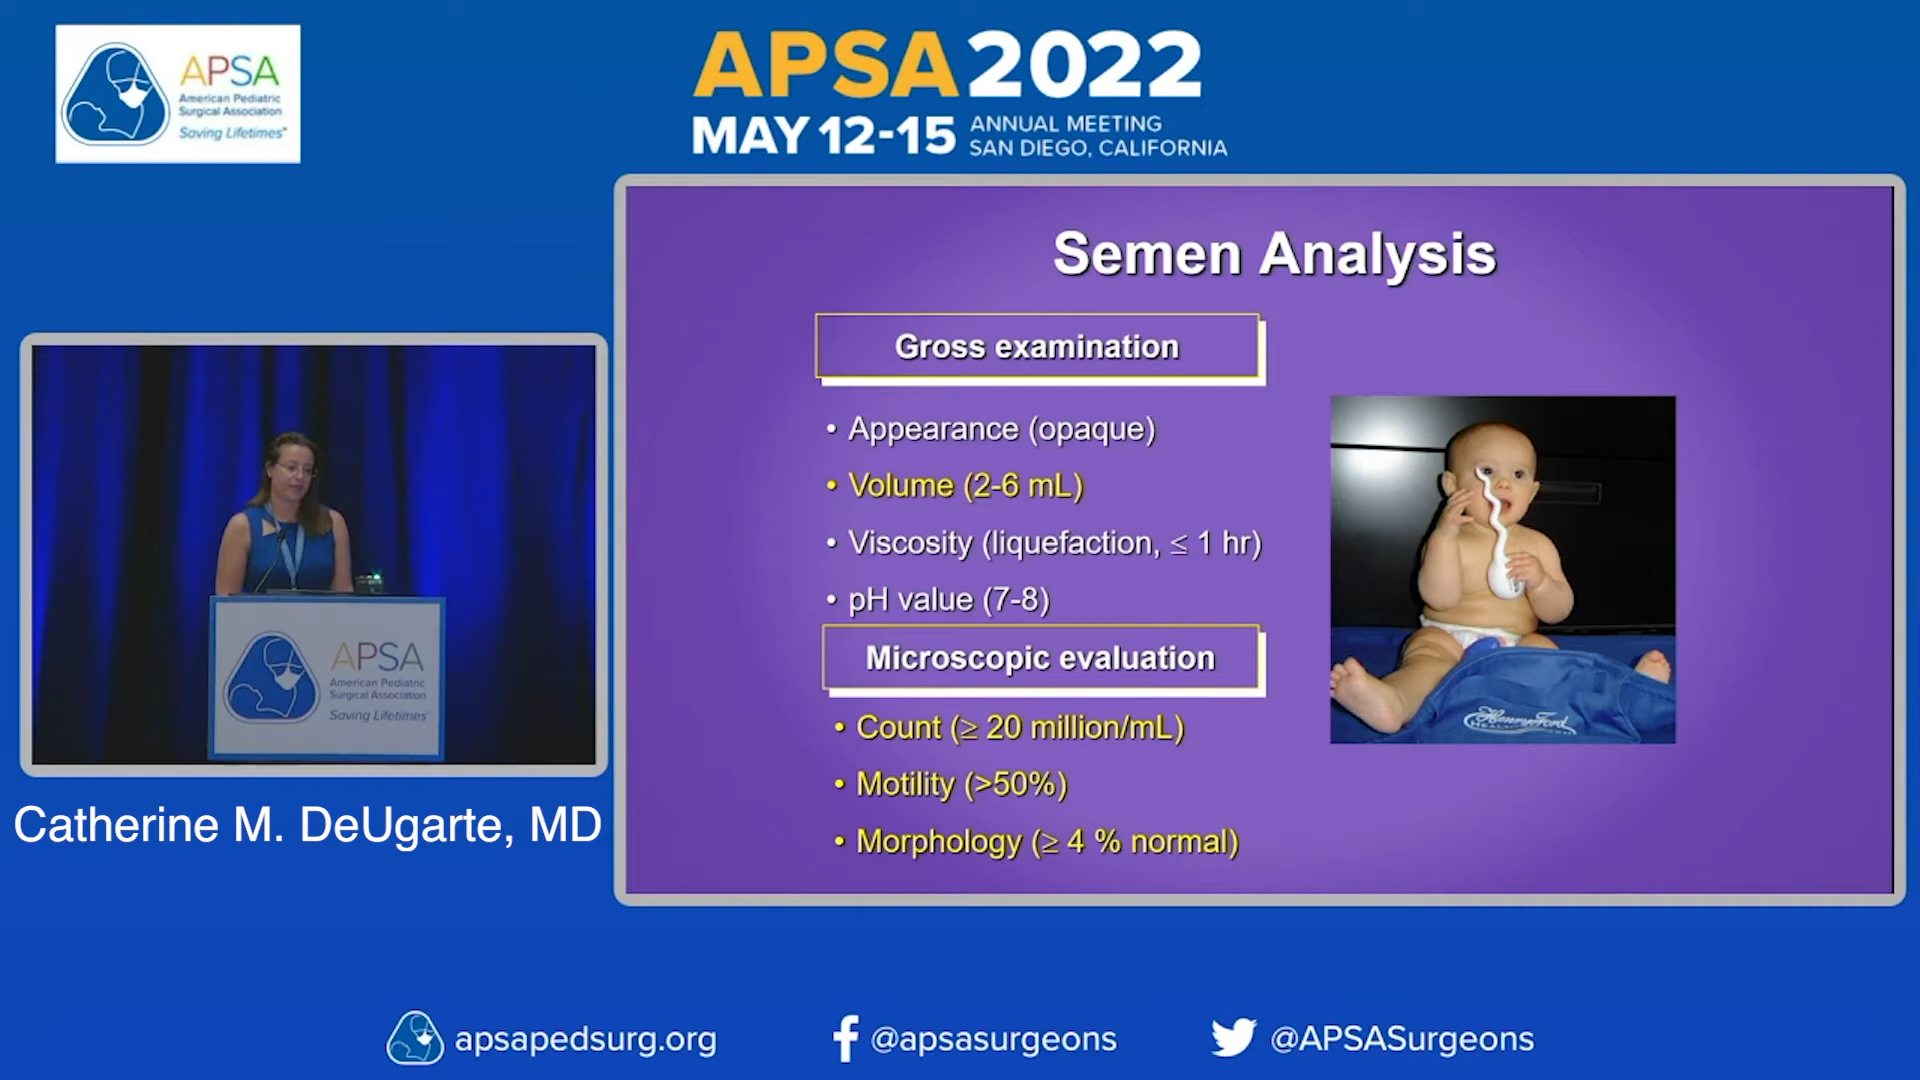 APSA
American Pediatric
Surgical Association
Saving Lifetimes
APSA 2022
MAY 12-15
ANNUAL MEETING
SAN DIEGO, CALIFORNIA
Semen Analysis
Gross examination
• Appearance (opaque)
• Volume (2-6 mL)
• Viscosity (liquefaction, ≤ 1 hr)
• pH value (7-8)
Microscopic evaluation
• Count (≥ 20 million/mL)
• Motility (>50%)
• Morphology (≥ 4 % normal)
Henry Ford
APSA
American Pediatric
Surgical Association
Saving Lifetimes
Catherine M. DeUgarte, MD
apsapedsurg.org
@apsasurgeons
@APSASurgeons